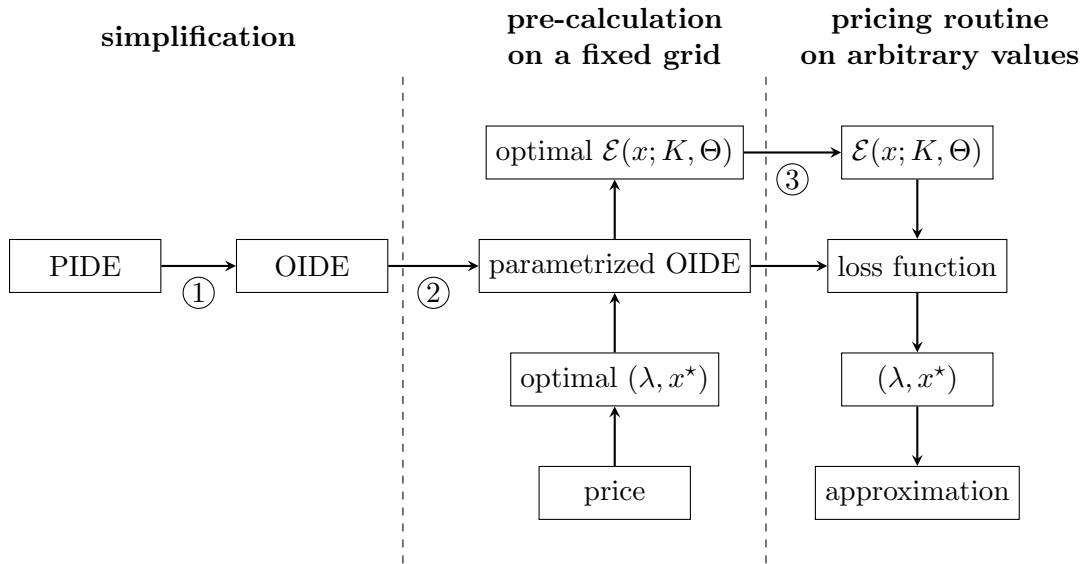 simplification
pre-calculation
on a fixed grid
pricing routine
on arbitrary values
optimal ℰ(x; K, Θ)
ℰ(x; K, Θ)
3
PIDE
OIDE
parametrized OIDE
loss function
1
2
optimal (λ, x⋆)
(λ, x⋆)
price
approximation